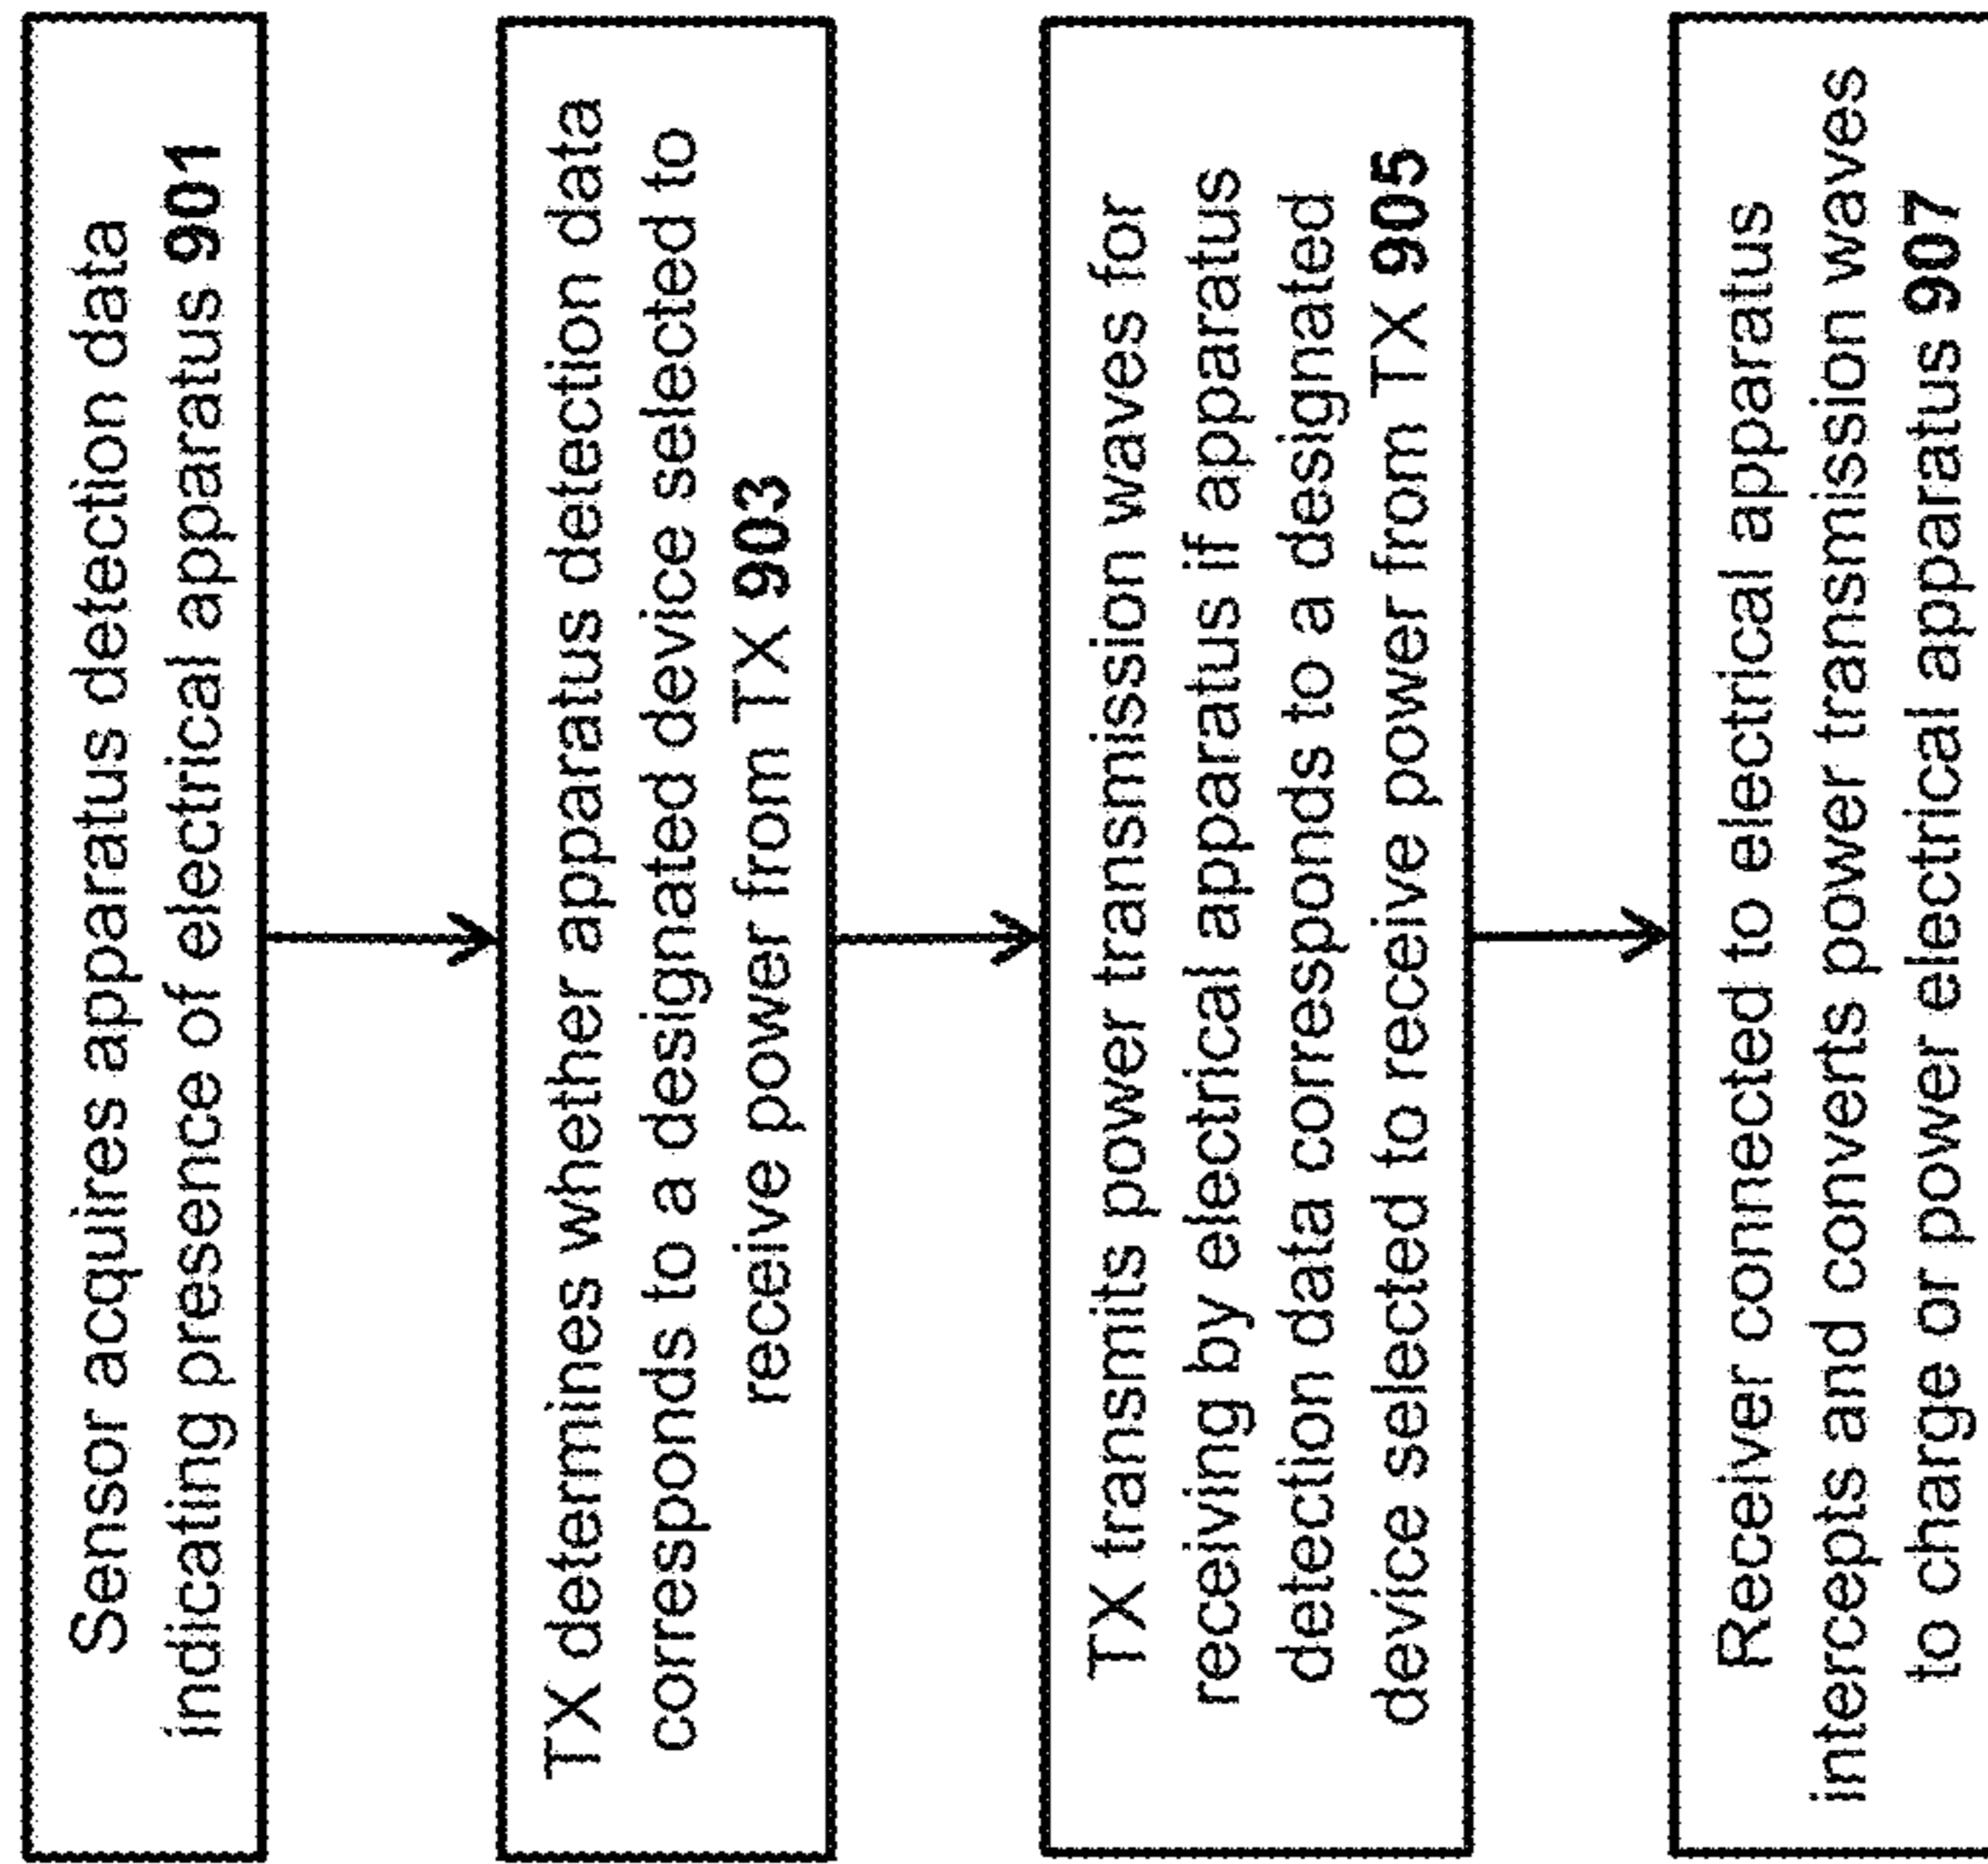 Sensor acquires apparatus detection data
indicating presence of electrical apparatus 901
TX determines whether apparatus detection data
corresponds to a designated device selected to
receive power from TX 903
TX transmits power transmission waves for
receiving by electrical apparatus if apparatus
detection data corresponds to a designated
device selected to receive power from TX 905
Receiver connected to electrical apparatus
intercepts and converts power transmission waves
to charge or power electrical apparatus 907